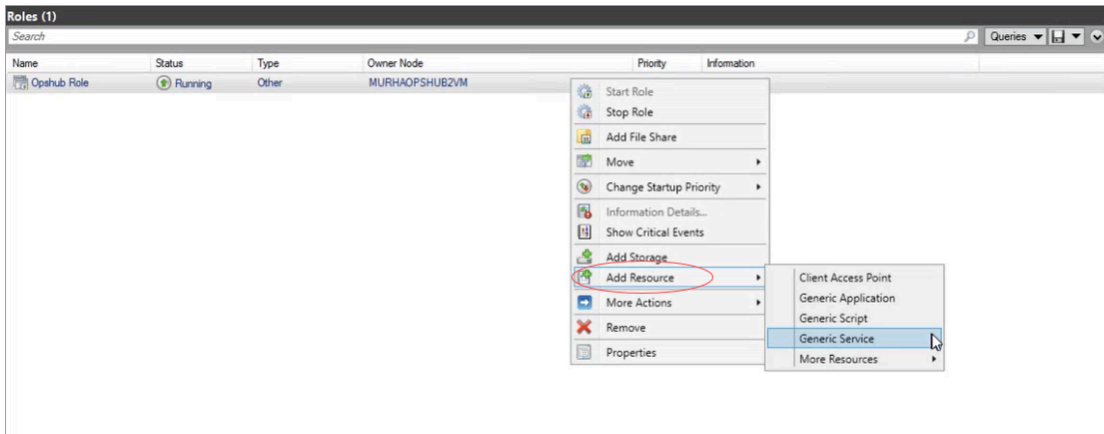 Roles (1)
Search
Queries
Name Status Type Owner Node Priority Information
Opshub Role Running Other MURHAOPSHUB2VM
Start Role
Stop Role
Add File Share
Move
Change Startup Priority
Information Details...
Show Critical Events
Add Storage
Add Resource
More Actions
Remove
Properties
Client Access Point
Generic Application
Generic Script
Generic Service
More Resources